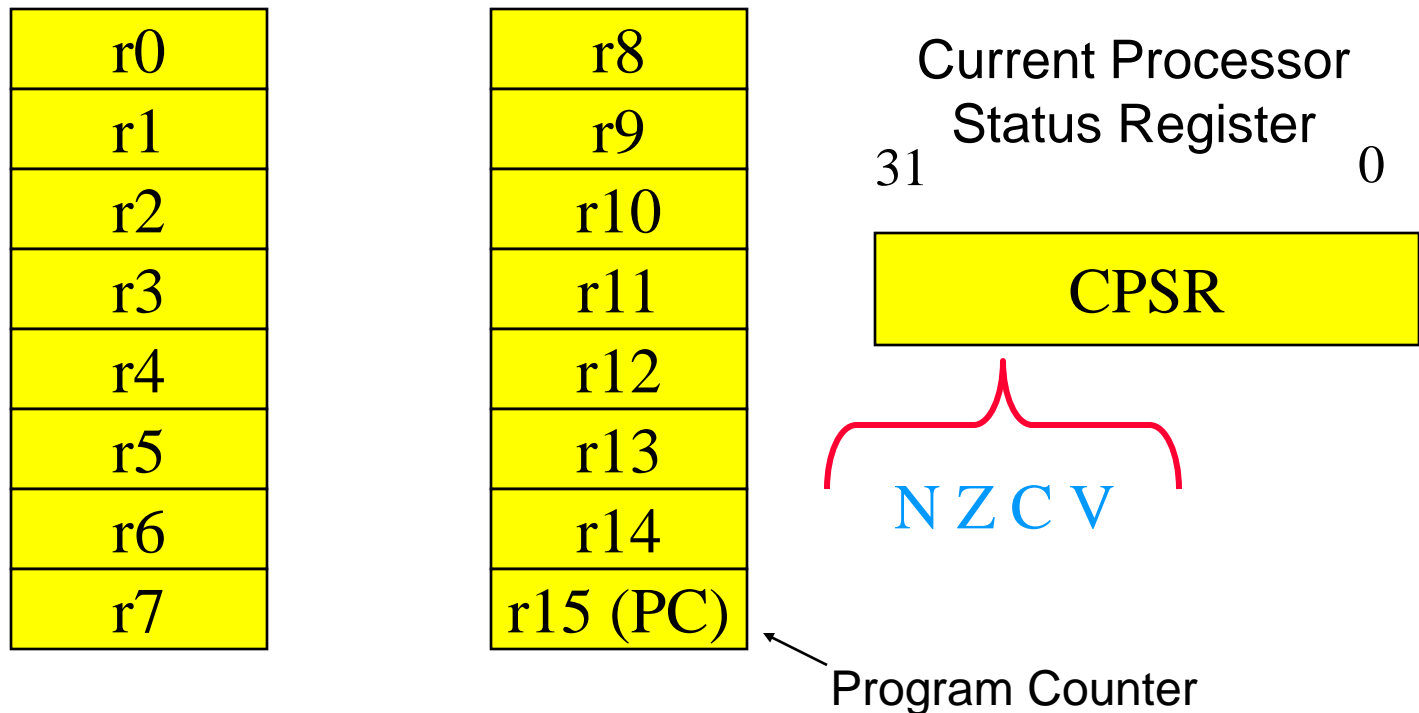 r0
r1
r2
r3
r4
r5
r6
r7
r8
r9
r10
r11
r12
r13
r14
r15 (PC)
Current Processor
Status Register
31
0
CPSR
N Z C V
Program Counter